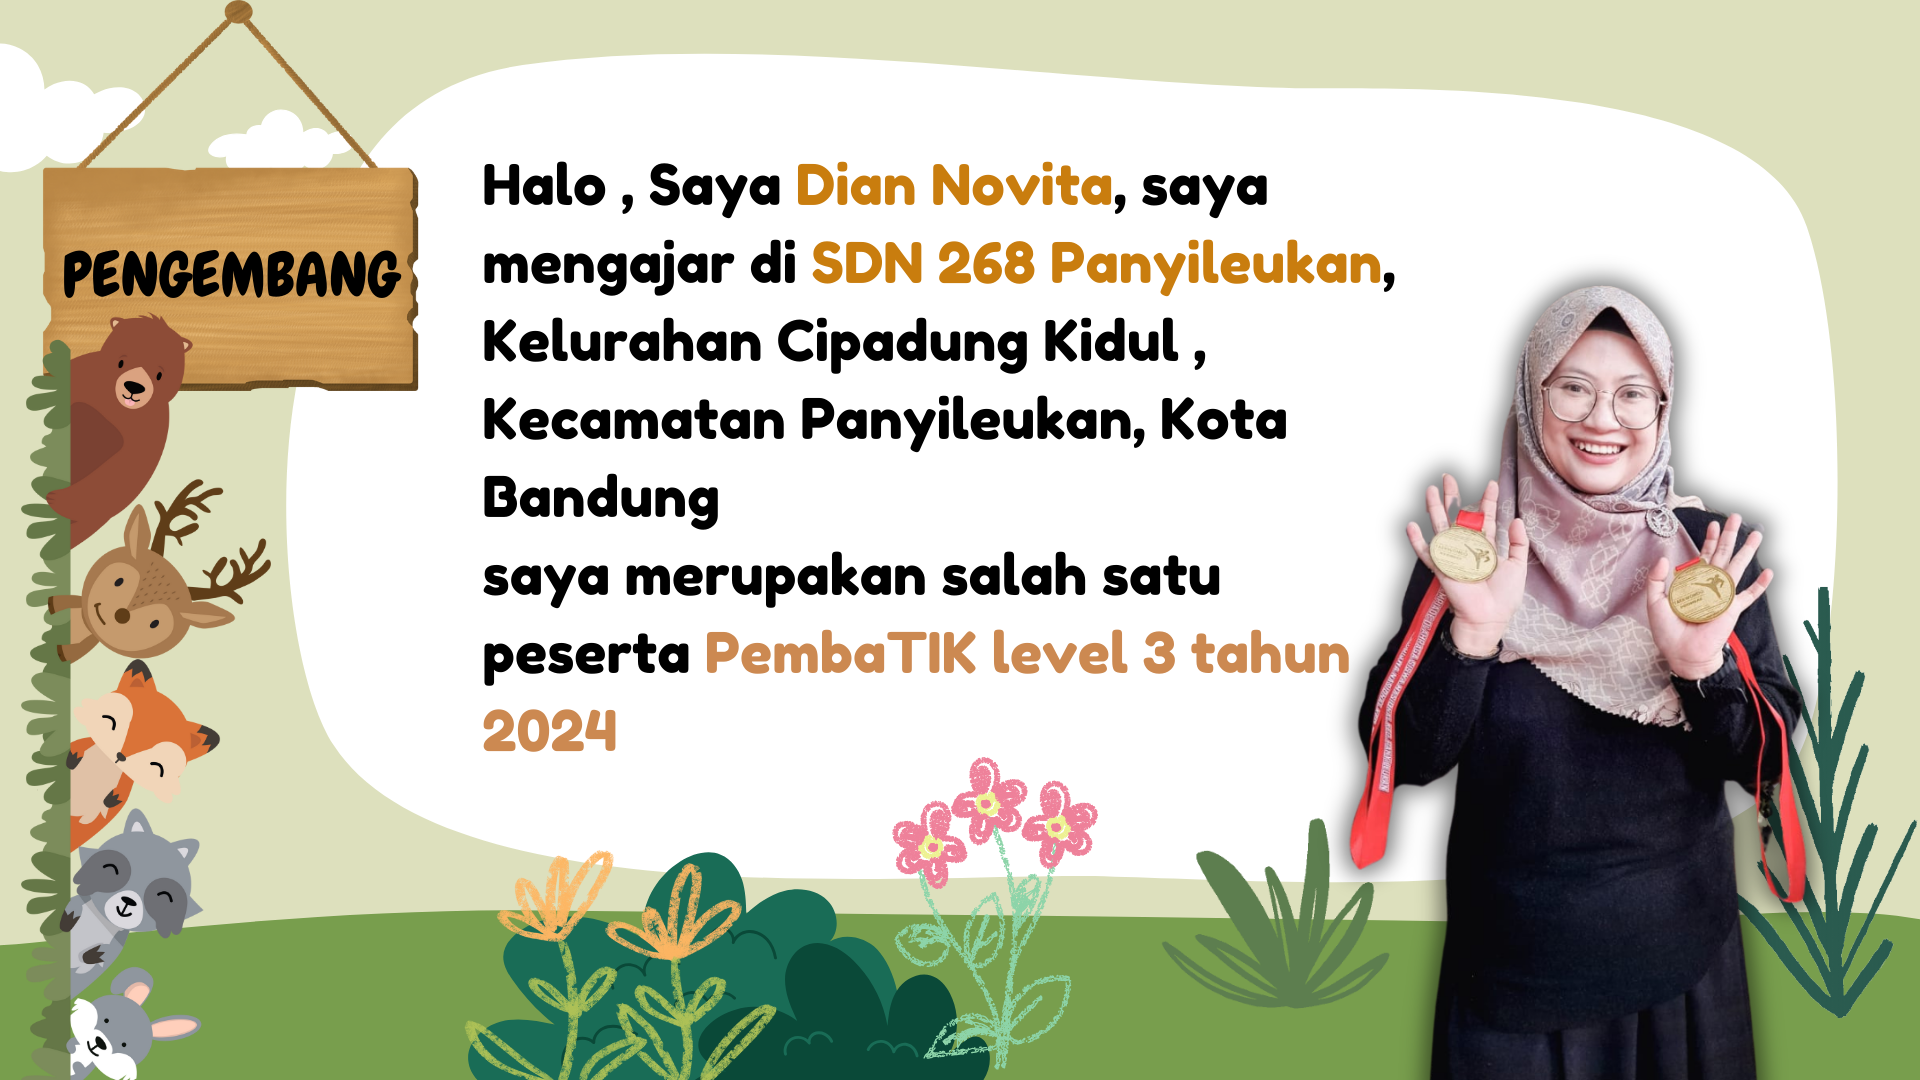 PENGEMBANG
Halo , Saya Dian Novita, saya
mengajar di SDN 268 Panyileukan,
Kelurahan Cipadung Kidul ,
Kecamatan Panyileukan, Kota
Bandung
saya merupakan salah satu
peserta PembaTIK level 3 tahun
2024